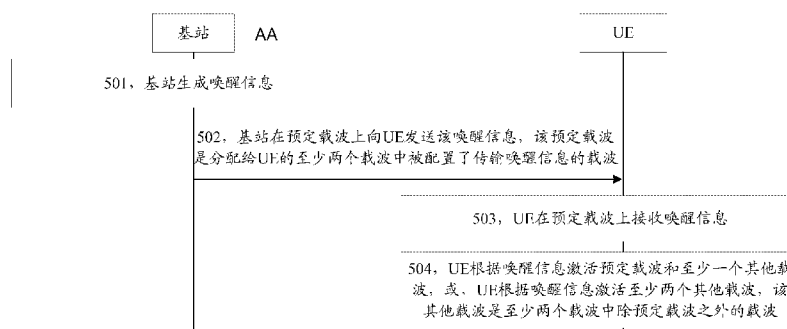 基站 AA UE
501，基站生成唤醒信息
502，基站在预定载波上向UE发送该唤醒信息，该预定载波
是分配给UE的至少两个载波中被配置了传输唤醒信息的载波
503，UE在预定载波上接收唤醒信息
504，UE根据唤醒信息激活预定载波和至少一个其他载
波，或，UE根据唤醒信息激活至少两个其他载波，该
其他载波是至少两个载波中除预定载波之外的载波